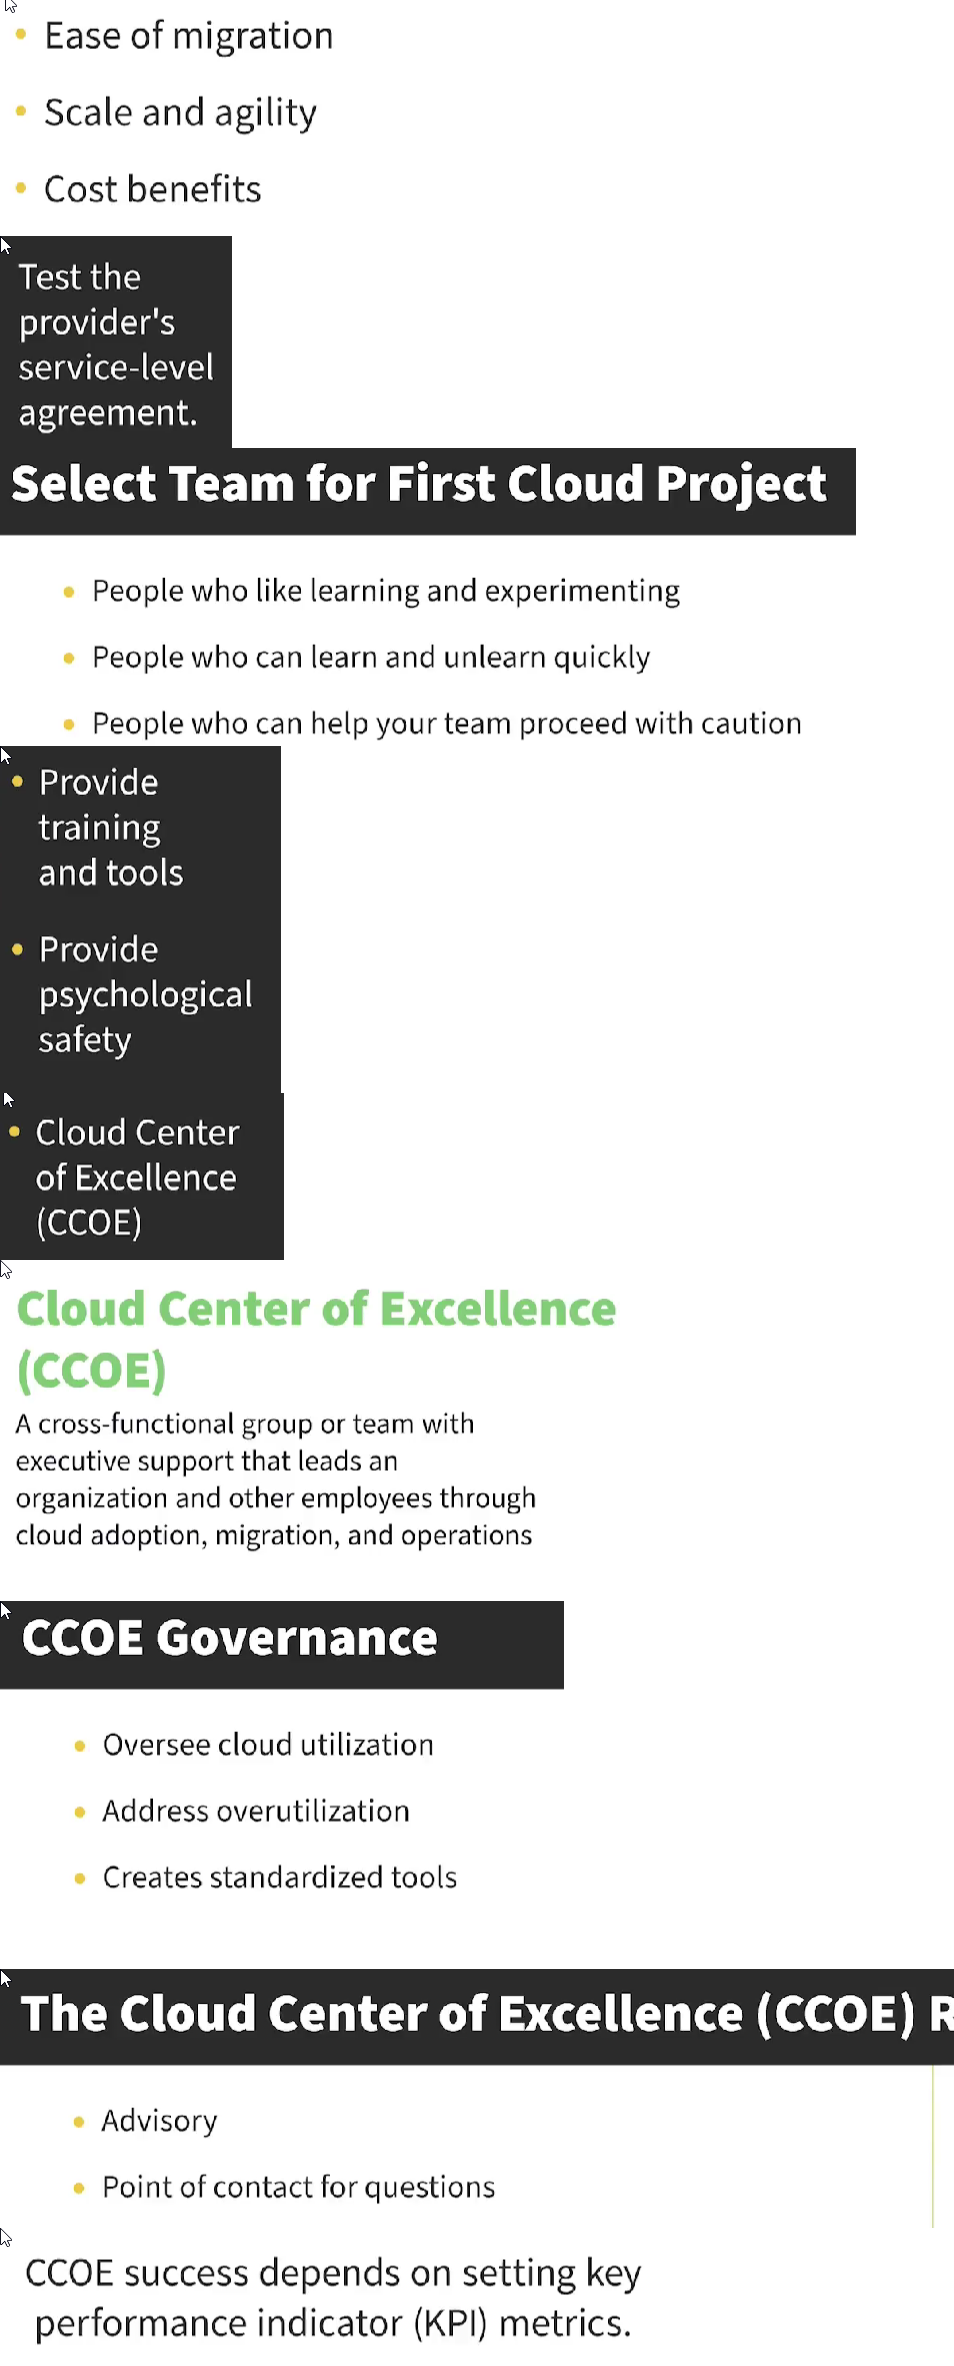 Ease of migration
Scale and agility
Cost benefits
Test the
provider's
service-level
agreement.
Select Team for First Cloud Project
People who like learning and experimenting
People who can learn and unlearn quickly
People who can help your team proceed with caution
Provide
training
and tools
Provide
psychological
safety
Cloud Center
of Excellence
(CCOE)
Cloud Center of Excellence
(CCOE)
A cross-functional group or team with
executive support that leads an
organization and other employees through
cloud adoption, migration, and operations
CCOE Governance
Oversee cloud utilization
Address overutilization
Creates standardized tools
The Cloud Center of Excellence (CCOE)
Advisory
Point of contact for questions
CCOE success depends on setting key
performance indicator (KPI) metrics.